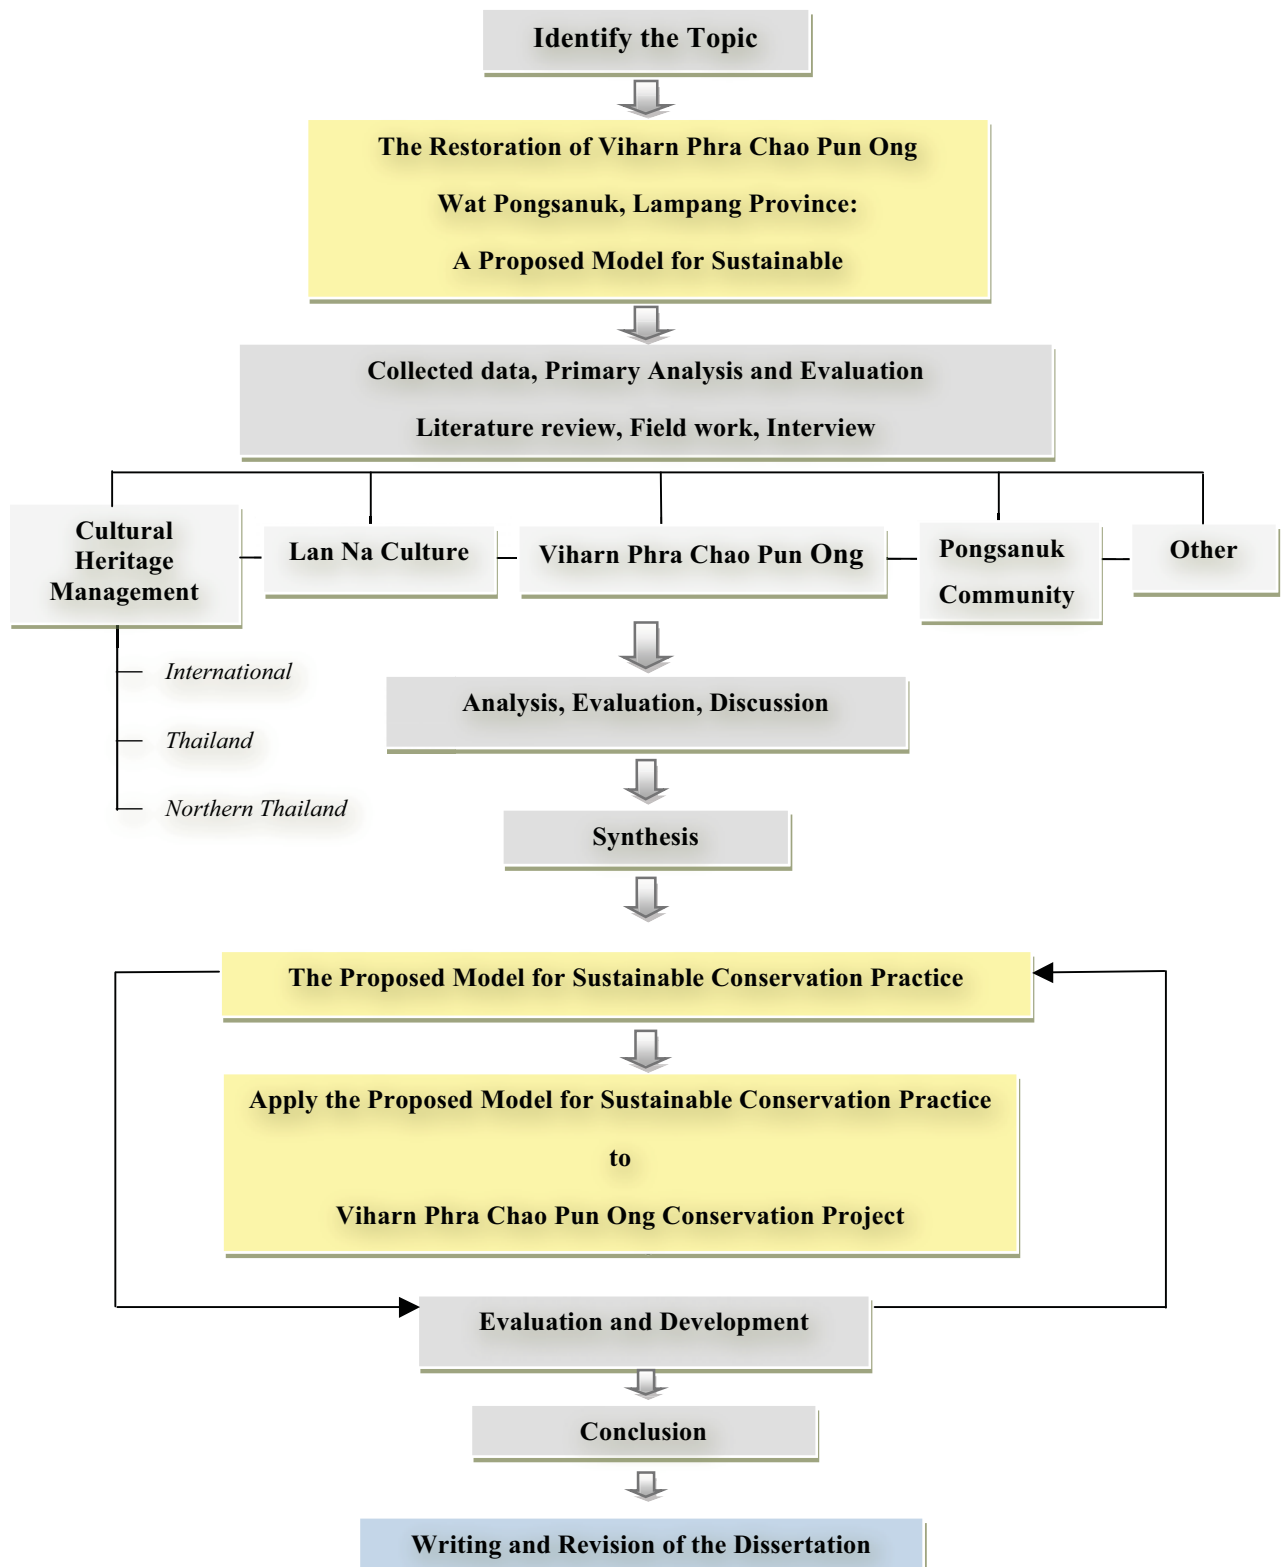 Identify the Topic
The Restoration of Viharn Phra Chao Pun Ong
Wat Pongsanuk, Lampang Province:
A Proposed Model for Sustainable
Collected data, Primary Analysis and Evaluation
Literature review, Field work, Interview
Cultural
Heritage
Management
Lan Na Culture
Viharn Phra Chao Pun Ong
Pongsanuk
Community
Other
International
Thailand
Northern Thailand
Analysis, Evaluation, Discussion
Synthesis
The Proposed Model for Sustainable Conservation Practice
Apply the Proposed Model for Sustainable Conservation Practice
to
Viharn Phra Chao Pun Ong Conservation Project
Evaluation and Development
Conclusion
Writing and Revision of the Dissertation